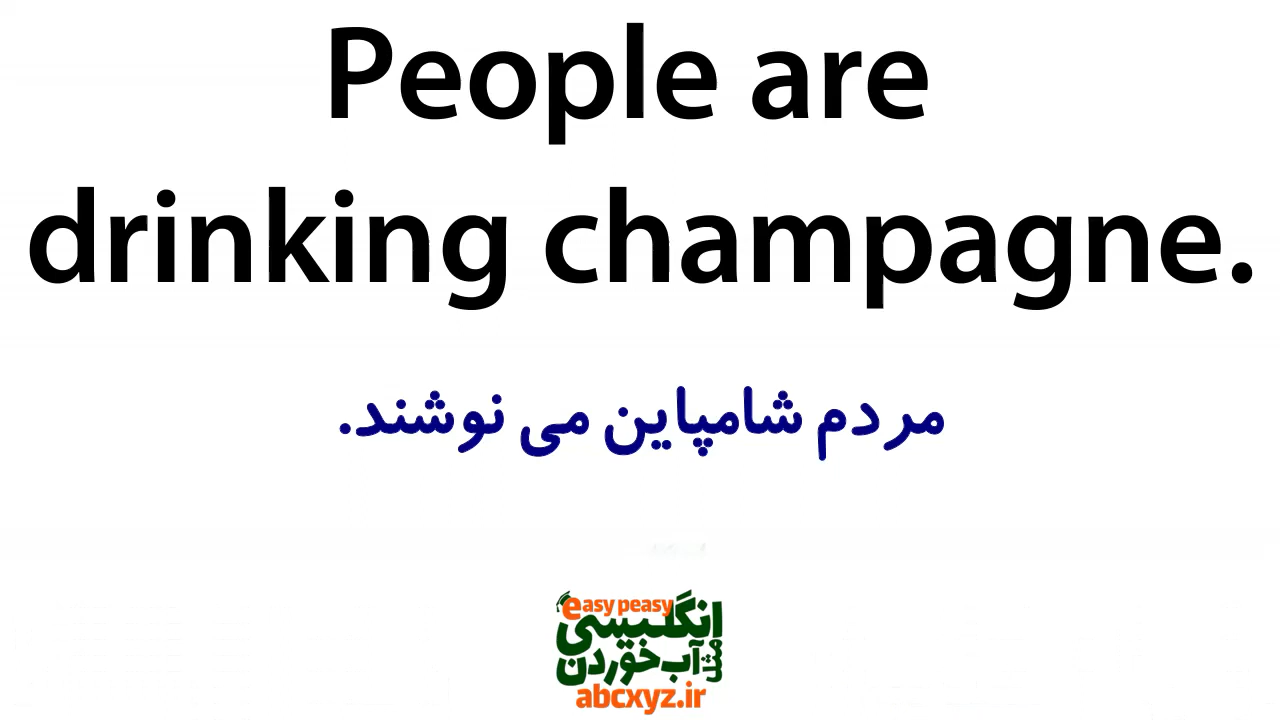 People are
drinking champagne.
مردم شامپاین می نوشند.
easy peasy
انگلیسی
مثل آب خوردن
abcxyz.ir